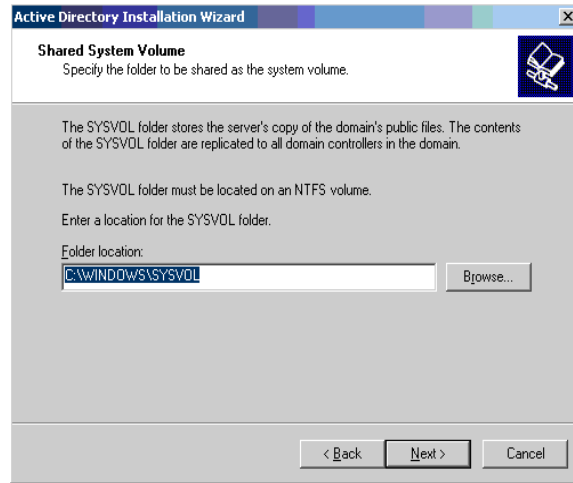 Active Directory Installation Wizard
Shared System Volume
Specify the folder to be shared as the system volume.
The SYSVOL folder stores the server's copy of the domain's public files. The contents
of the SYSVOL folder are replicated to all domain controllers in the domain.
The SYSVOL folder must be located on an NTFS volume.
Enter a location for the SYSVOL folder.
Folder location:
C:\WINDOWS\SYSVOL
Browse...
< Back
Next >
Cancel